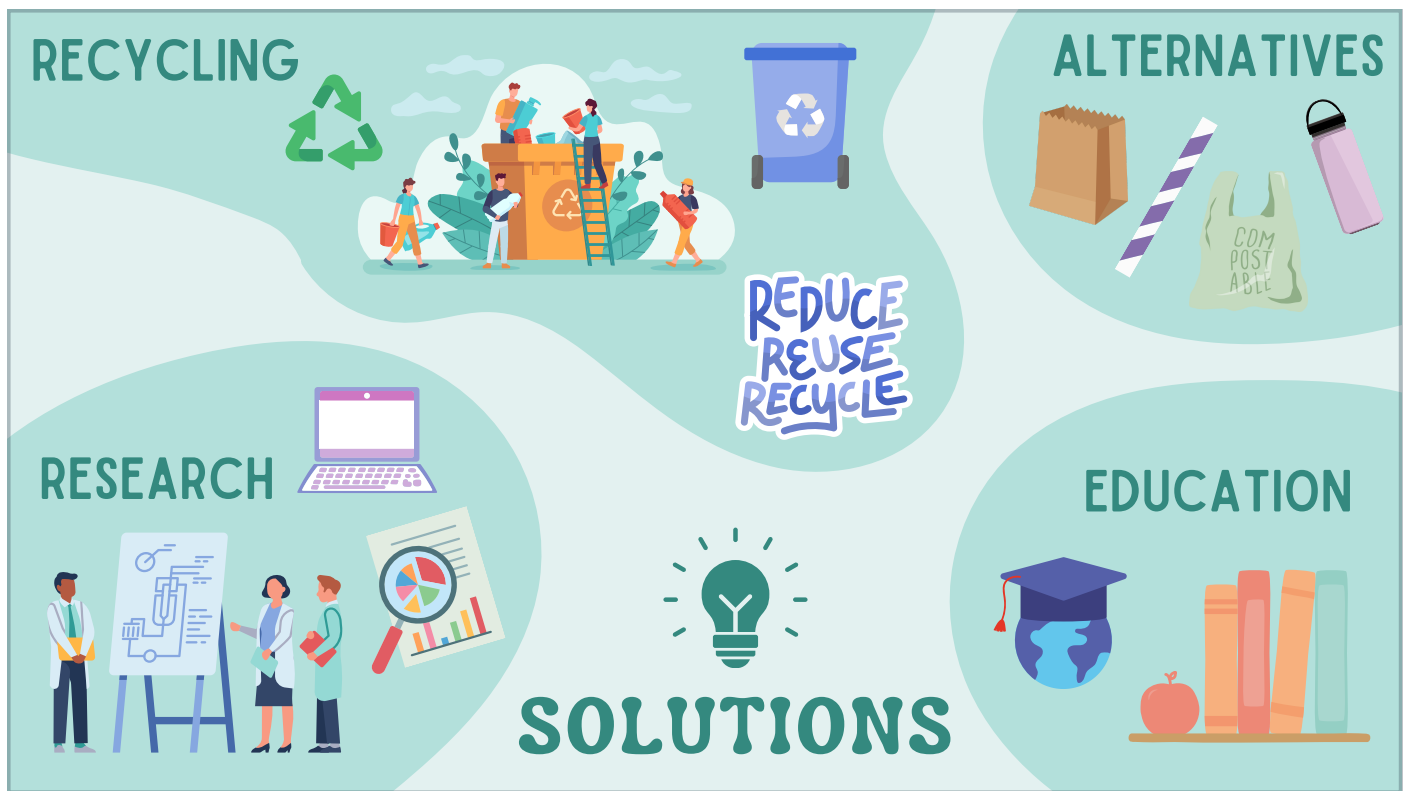 RECYCLING
ALTERNATIVES
COM
POST
ABLE
REDUCE
REUSE
RECYCLE
RESEARCH
EDUCATION
SOLUTIONS